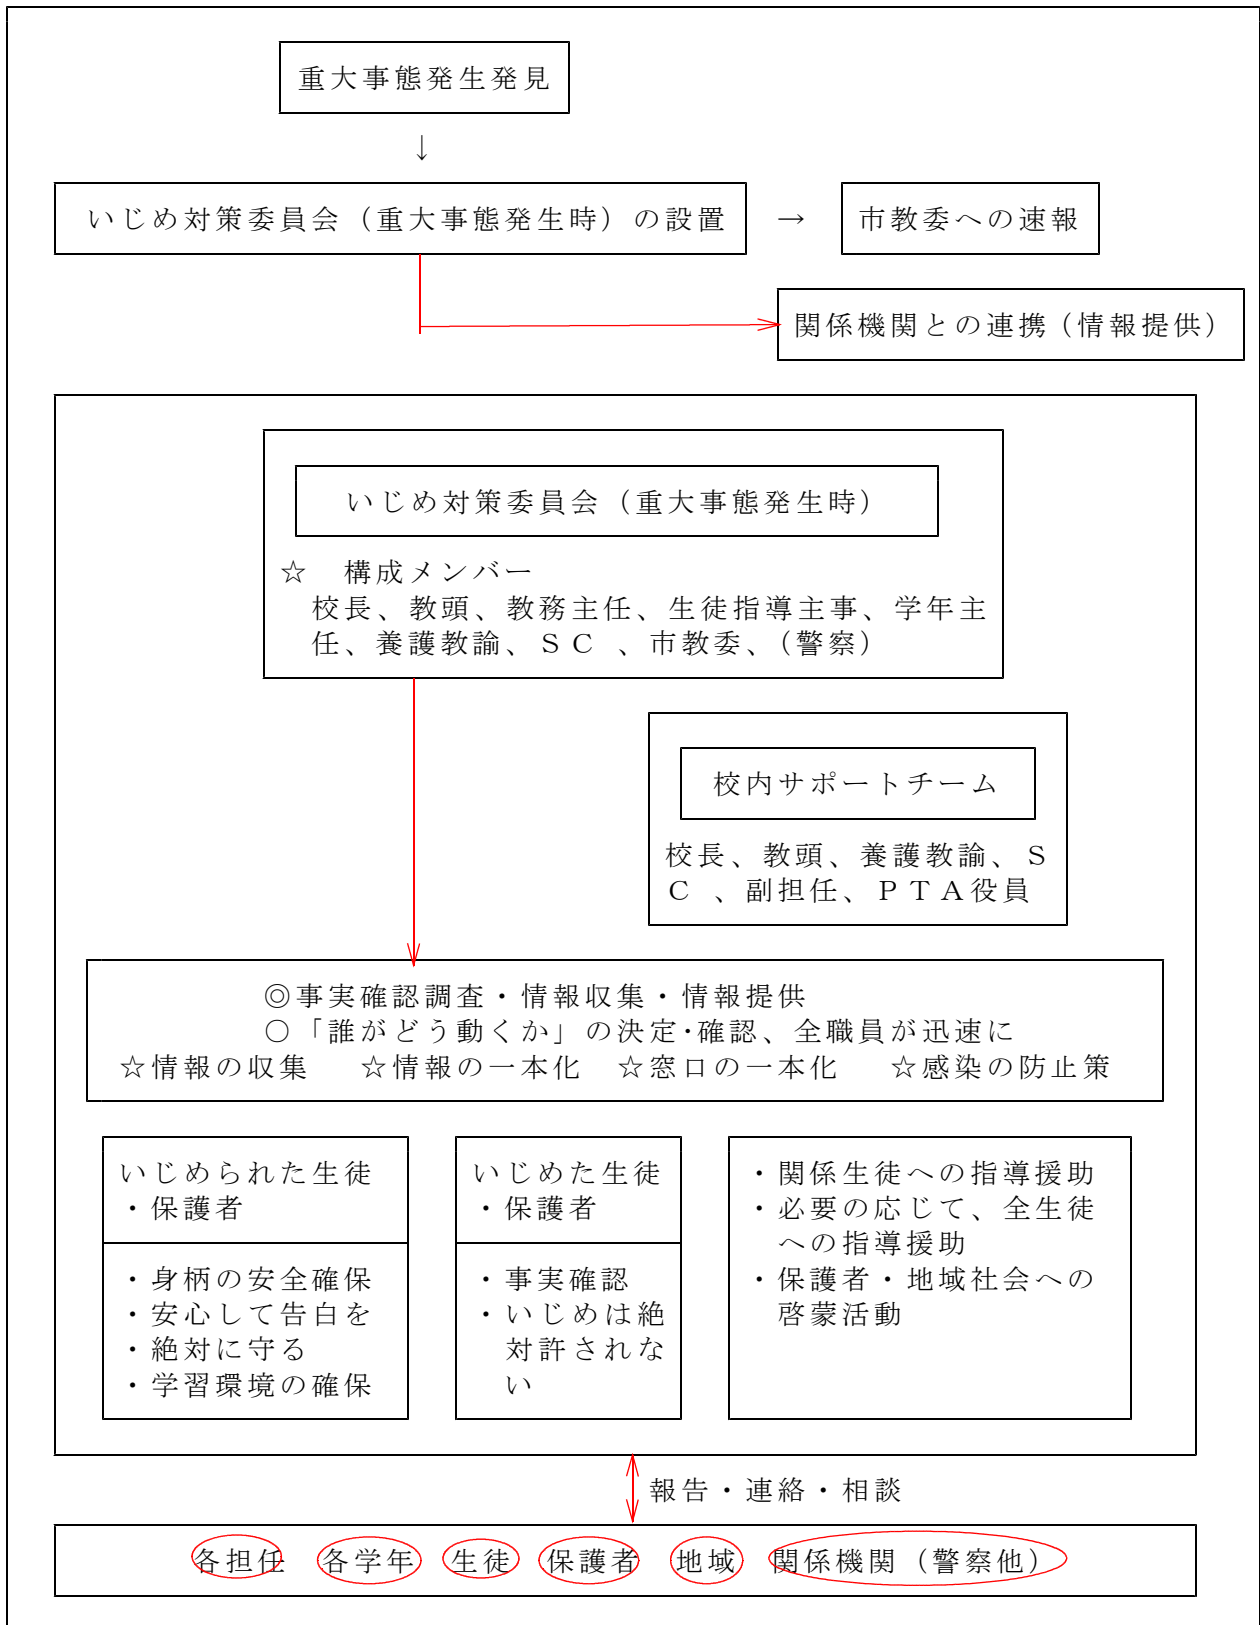 重大事態発生発見
↓
いじめ対策委員会（重大事態発生時）の設置 → 市教委への速報
関係機関との連携（情報提供）
いじめ対策委員会（重大事態発生時）
☆　構成メンバー
校長、教頭、教務主任、生徒指導主事、学年主
任、養護教諭、ＳＣ 、市教委、（警察）
校内サポートチーム
校長、教頭、養護教諭、Ｓ
Ｃ 、副担任、ＰＴＡ役員
◎事実確認調査・情報収集・情報提供
○「誰がどう動くか」の決定･確認、全職員が迅速に
☆情報の収集　☆情報の一本化　☆窓口の一本化　☆感染の防止策
いじめられた生徒
・保護者
・身柄の安全確保
・安心して告白を
・絶対に守る
・学習環境の確保
いじめた生徒
・保護者
・事実確認
・いじめは絶
対許されな
い
・関係生徒への指導援助
・必要の応じて、全生徒
への指導援助
・保護者・地域社会への
啓蒙活動
報告・連絡・相談
各担任　各学年　生徒　保護者　地域　関係機関（警察他）